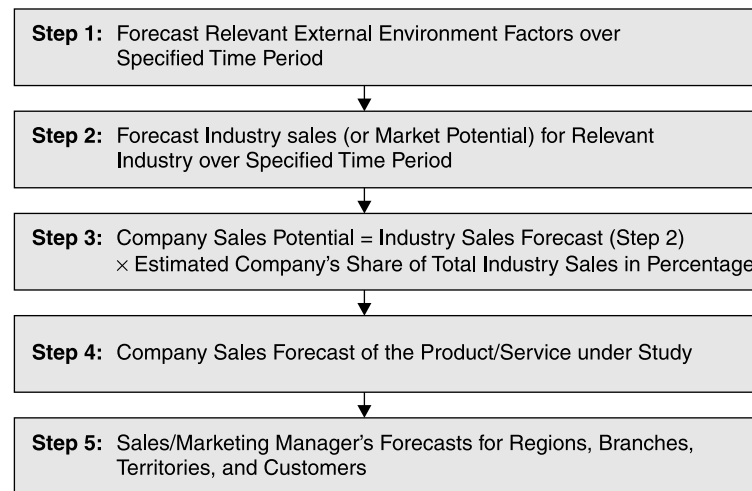 Step 1: Forecast Relevant External Environment Factors over
Specified Time Period
Step 2: Forecast Industry sales (or Market Potential) for Relevant
Industry over Specified Time Period
Step 3: Company Sales Potential = Industry Sales Forecast (Step 2)
× Estimated Company's Share of Total Industry Sales in Percentage
Step 4: Company Sales Forecast of the Product/Service under Study
Step 5: Sales/Marketing Manager's Forecasts for Regions, Branches,
Territories, and Customers